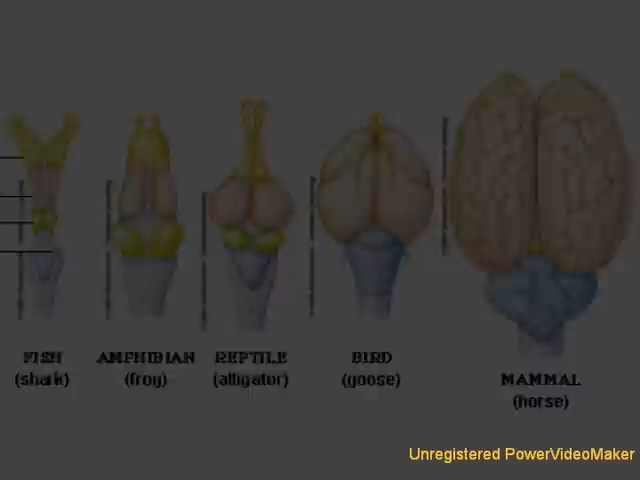 FISH
(shark)
AMPHIBIAN
(frog)
REPTILE
(alligator)
BIRD
(goose)
MAMMAL
(horse)
Unregistered PowerVideoMaker